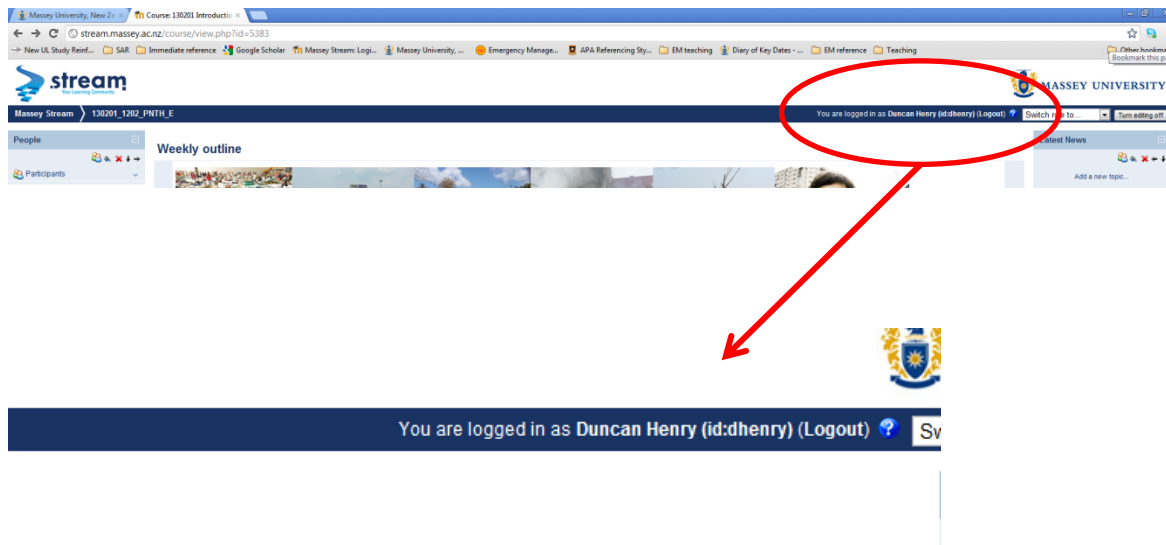 Massey University, New Ze
Course: 130201 Introductio
stream.massey.ac.nz/course/view.php?id=5383
New UL Study Reinf... SAR Immediate reference Google Scholar Massey Stream: Logi... Massey University, ... Emergency Manage... APA Referencing Sty... EM teaching Diary of Key Dates - ... EM reference Teaching Other bookma
Bookmark this pa
stream
Your Learning Community
MASSEY UNIVERSITY
Massey Stream 130201_1202_PNTH_E
You are logged in as Duncan Henry (id:dhenry) (Logout) Switch role to... Turn editing off
People
Weekly outline
Latest News
Participants
Add a new topic...
You are logged in as Duncan Henry (id:dhenry) (Logout) Sw